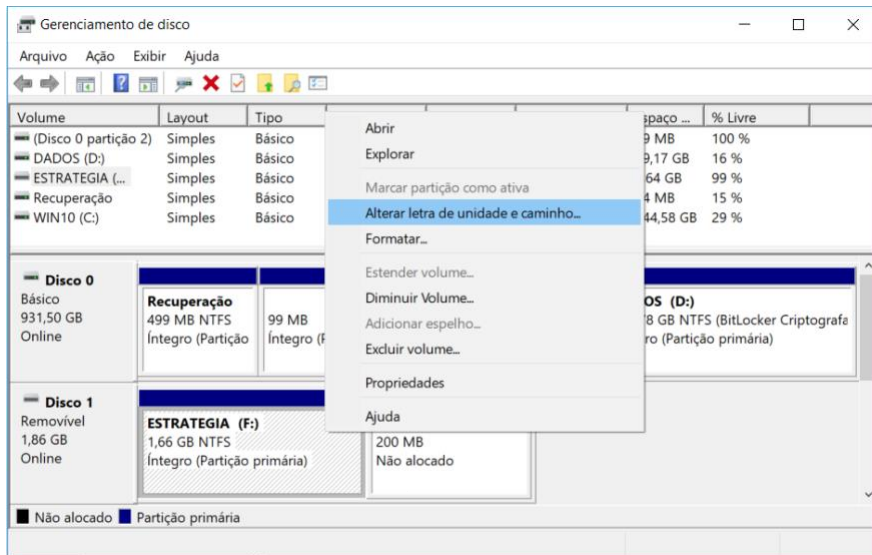 Gerenciamento de disco
Arquivo Ação Exibir Ajuda
Volume Layout Tipo spaço ... % Livre
(Disco 0 partição 2) Simples Básico 9 MB 100 %
DADOS (D:) Simples Básico 9,17 GB 16 %
ESTRATEGIA (... Simples Básico 64 GB 99 %
Recuperação Simples Básico 4 MB 15 %
WIN10 (C:) Simples Básico 44,58 GB 29 %
Abrir
Explorar
Marcar partição como ativa
Alterar letra de unidade e caminho...
Formatar...
Estender volume...
Diminuir Volume...
Adicionar espelho...
Excluir volume...
Propriedades
Ajuda
Disco 0
Básico
931,50 GB
Online
Recuperação
499 MB NTFS
Íntegro (Partição
99 MB
Íntegro (P
OS (D:)
8 GB NTFS (BitLocker Criptografa
ro (Partição primária)
Disco 1
Removível
1,86 GB
Online
ESTRATEGIA (F:)
1,66 GB NTFS
Íntegro (Partição primária)
200 MB
Não alocado
Não alocado Partição primária